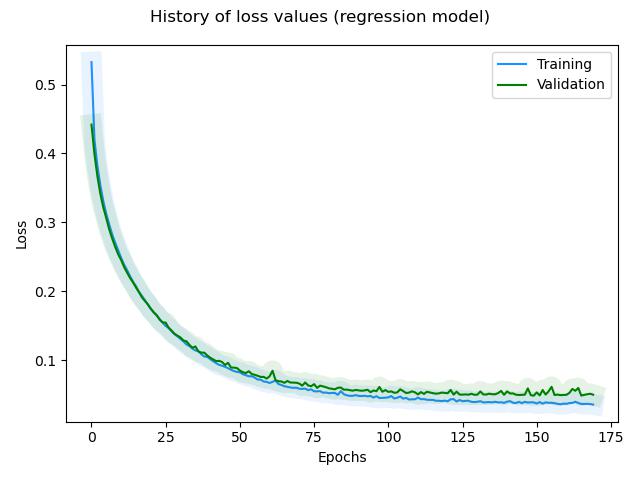 History of loss values (regression model)
Training
Validation
0.5
0.4
0.3
0.2
0.1
Loss
0 25 50 75 100 125 150 175
Epochs